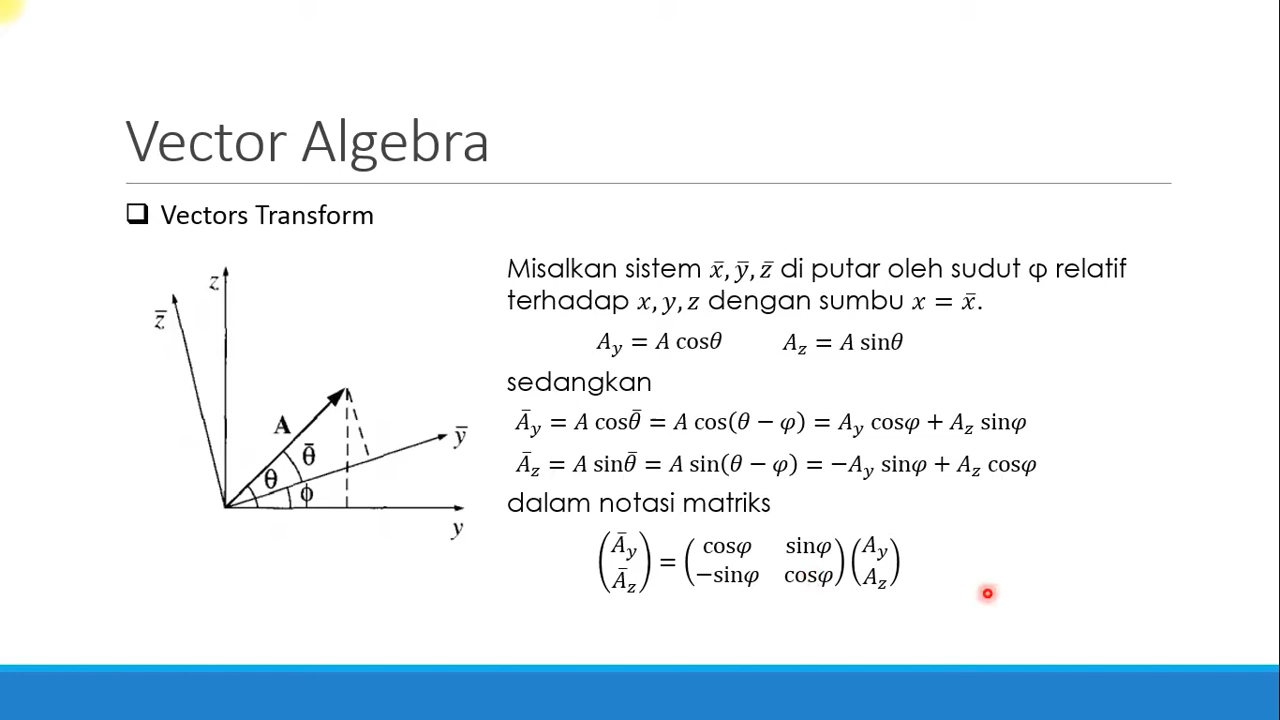 Vector Algebra
❑ Vectors Transform
z
z̄
A
θ̄
θ
ϕ
ȳ
y
Misalkan sistem x̄, ȳ, z̄ di putar oleh sudut φ relatif
terhadap x, y, z dengan sumbu x = x̄.
A_y = A cosθ A_z = A sinθ
sedangkan
Ā_y = A cosθ̄ = A cos(θ − φ) = A_y cosφ + A_z sinφ
Ā_z = A sinθ̄ = A sin(θ − φ) = −A_y sinφ + A_z cosφ
dalam notasi matriks
(Ā_y) = (cosφ sinφ) (A_y)
(Ā_z) (−sinφ cosφ) (A_z)